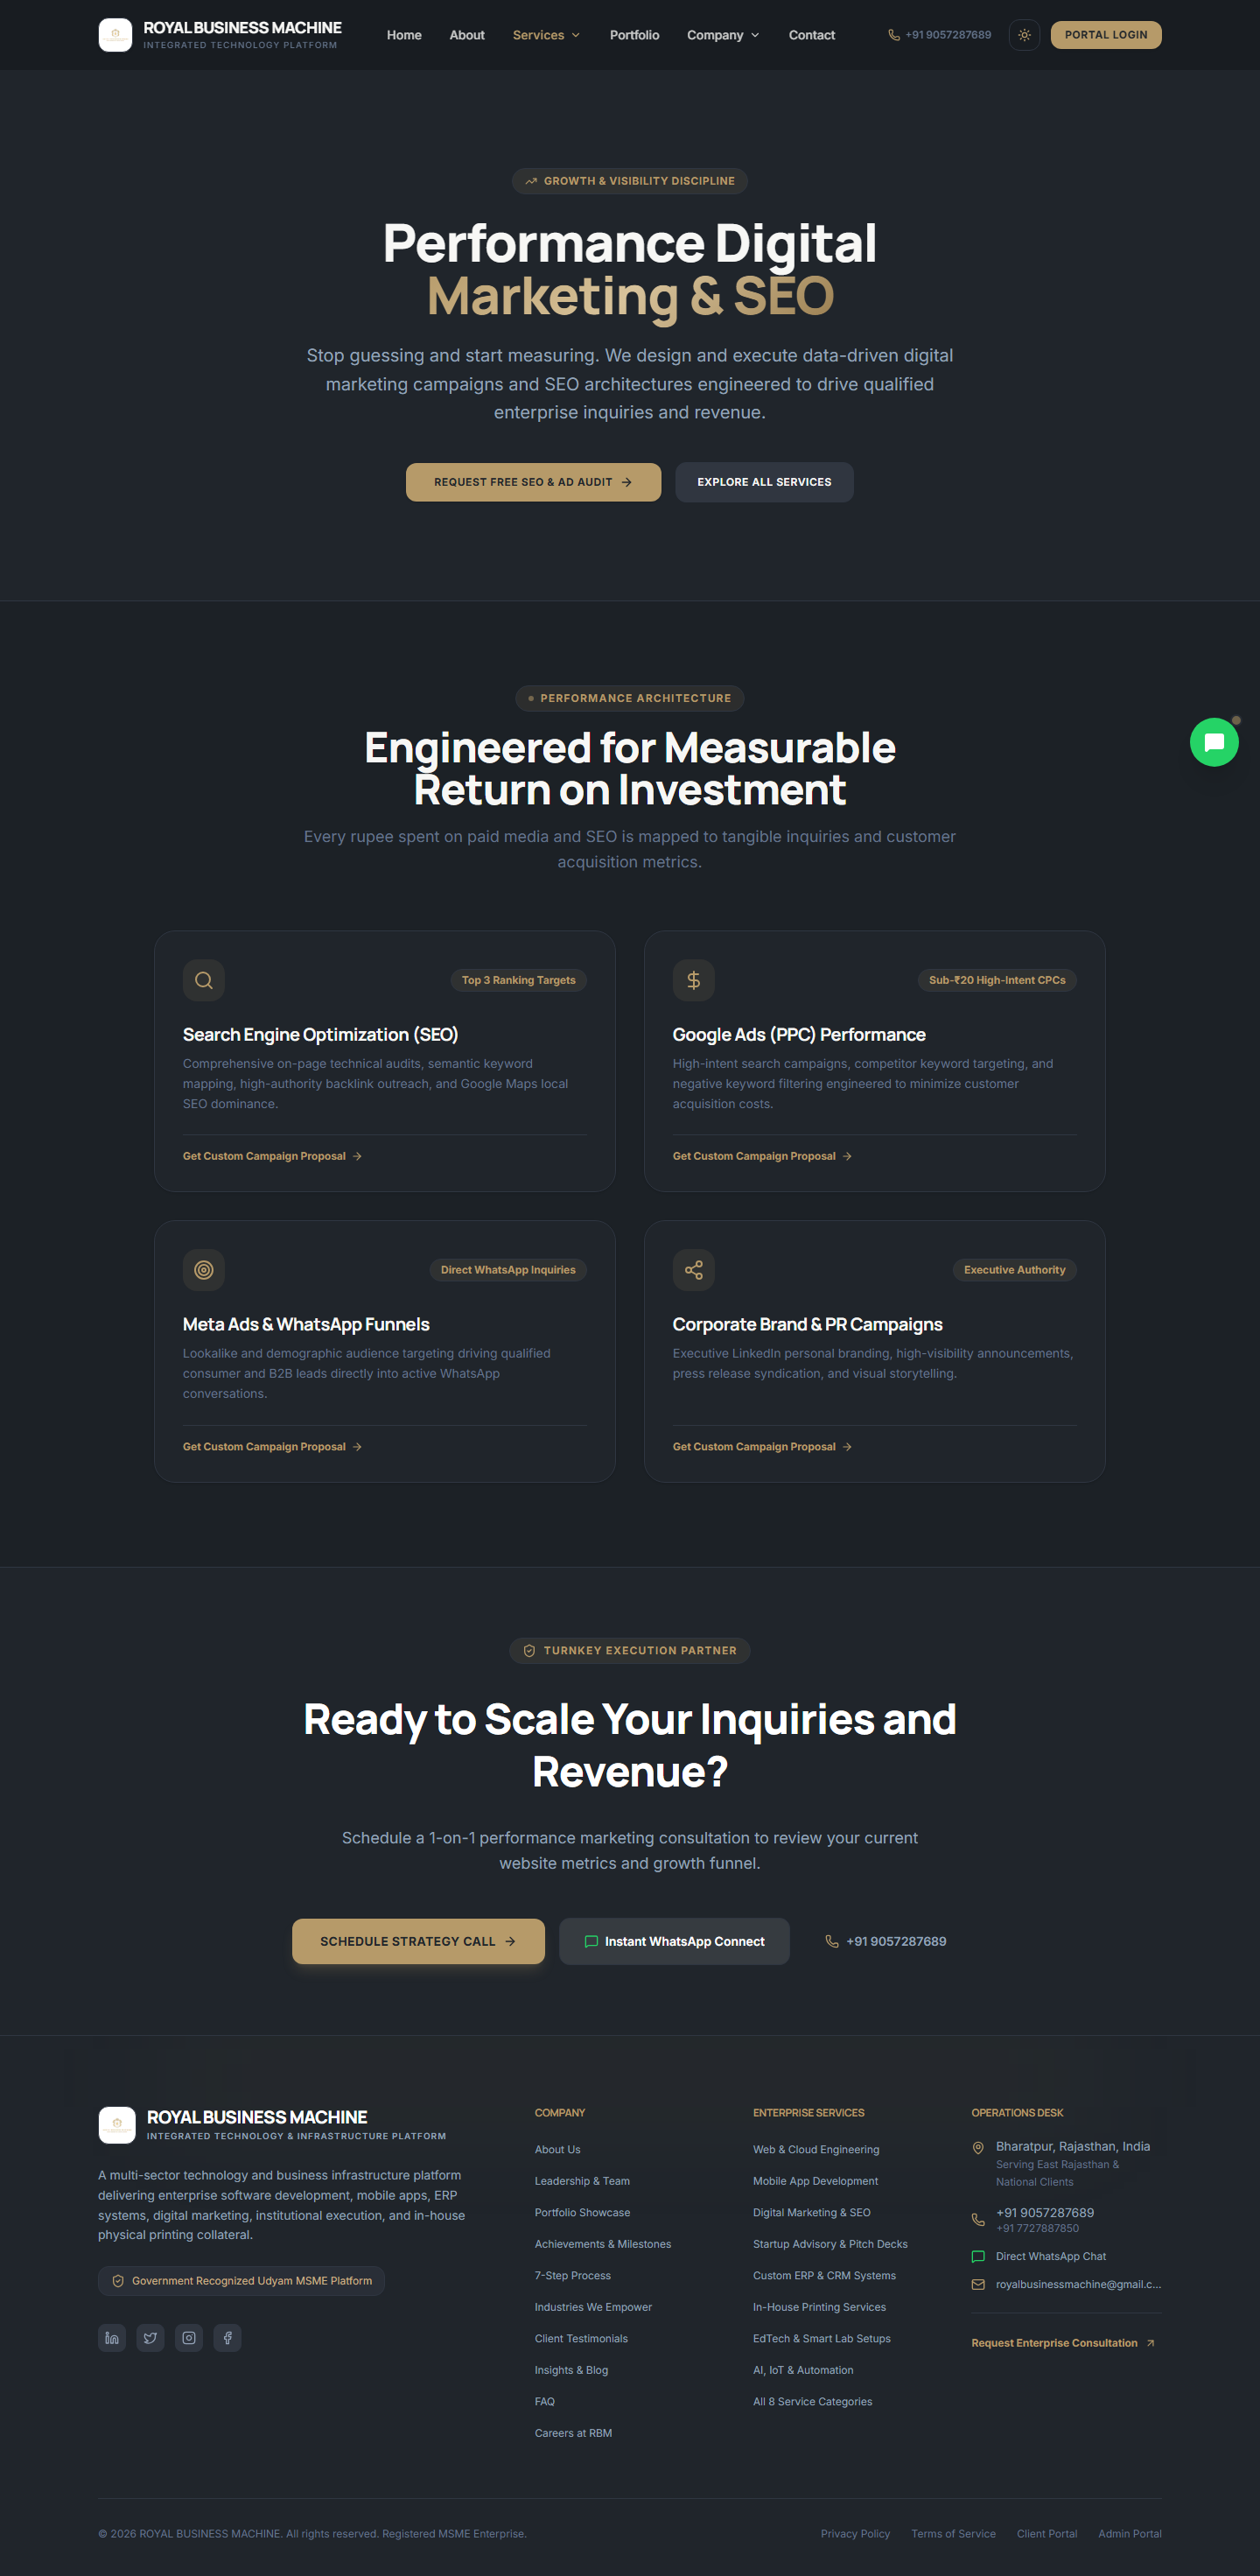 ROYAL BUSINESS MACHINE
INTEGRATED TECHNOLOGY PLATFORM
Home
About
Services
Portfolio
Company
Contact
+91 9057287689
PORTAL LOGIN
GROWTH & VISIBILITY DISCIPLINE
Performance Digital
Marketing & SEO
Stop guessing and start measuring. We design and execute data-driven digital
marketing campaigns and SEO architectures engineered to drive qualified
enterprise inquiries and revenue.
REQUEST FREE SEO & AD AUDIT
EXPLORE ALL SERVICES
PERFORMANCE ARCHITECTURE
Engineered for Measurable
Return on Investment
Every rupee spent on paid media and SEO is mapped to tangible inquiries and customer
acquisition metrics.
Top 3 Ranking Targets
Search Engine Optimization (SEO)
Comprehensive on-page technical audits, semantic keyword
mapping, high-authority backlink outreach, and Google Maps local
SEO dominance.
Get Custom Campaign Proposal
Sub-₹20 High-Intent CPCs
Google Ads (PPC) Performance
High-intent search campaigns, competitor keyword targeting, and
negative keyword filtering engineered to minimize customer
acquisition costs.
Get Custom Campaign Proposal
Direct WhatsApp Inquiries
Meta Ads & WhatsApp Funnels
Lookalike and demographic audience targeting driving qualified
consumer and B2B leads directly into active WhatsApp
conversations.
Get Custom Campaign Proposal
Executive Authority
Corporate Brand & PR Campaigns
Executive LinkedIn personal branding, high-visibility announcements,
press release syndication, and visual storytelling.
Get Custom Campaign Proposal
TURNKEY EXECUTION PARTNER
Ready to Scale Your Inquiries and
Revenue?
Schedule a 1-on-1 performance marketing consultation to review your current
website metrics and growth funnel.
SCHEDULE STRATEGY CALL
Instant WhatsApp Connect
+91 9057287689
ROYAL BUSINESS MACHINE
INTEGRATED TECHNOLOGY & INFRASTRUCTURE PLATFORM
A multi-sector technology and business infrastructure platform
delivering enterprise software development, mobile apps, ERP
systems, digital marketing, institutional execution, and in-house
physical printing collateral.
Government Recognized Udyam MSME Platform
COMPANY
About Us
Leadership & Team
Portfolio Showcase
Achievements & Milestones
7-Step Process
Industries We Empower
Client Testimonials
Insights & Blog
FAQ
Careers at RBM
ENTERPRISE SERVICES
Web & Cloud Engineering
Mobile App Development
Digital Marketing & SEO
Startup Advisory & Pitch Decks
Custom ERP & CRM Systems
In-House Printing Services
EdTech & Smart Lab Setups
AI, IoT & Automation
All 8 Service Categories
OPERATIONS DESK
Bharatpur, Rajasthan, India
Serving East Rajasthan &
National Clients
+91 9057287689
+91 7727887850
Direct WhatsApp Chat
royalbusinessmachine@gmail.c...
Request Enterprise Consultation
© 2026 ROYAL BUSINESS MACHINE. All rights reserved. Registered MSME Enterprise.
Privacy Policy
Terms of Service
Client Portal
Admin Portal